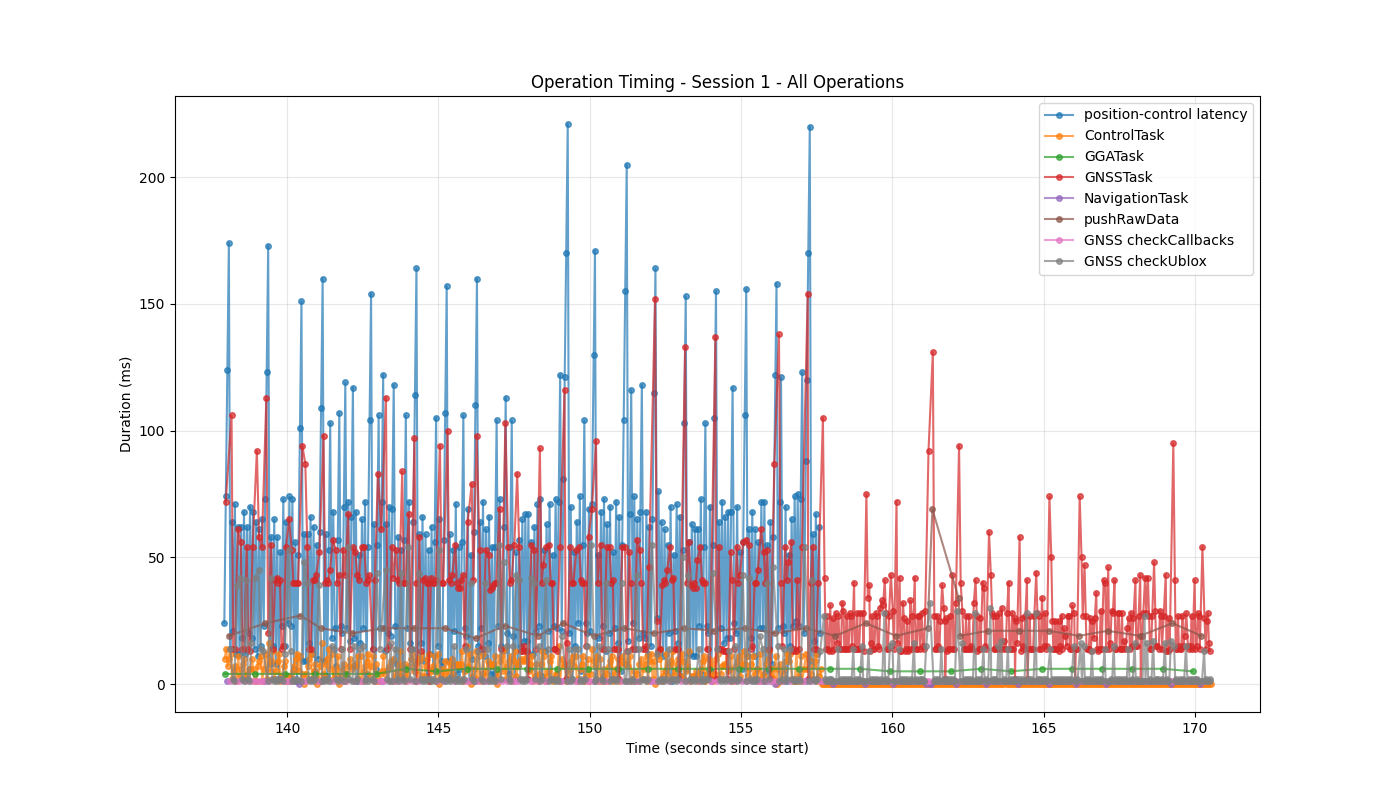 Operation Timing - Session 1 - All Operations
position-control latency
ControlTask
GGATask
GNSSTask
NavigationTask
pushRawData
GNSS checkCallbacks
GNSS checkUblox
Duration (ms)
200
150
100
50
0
140
145
150
155
160
165
170
Time (seconds since start)